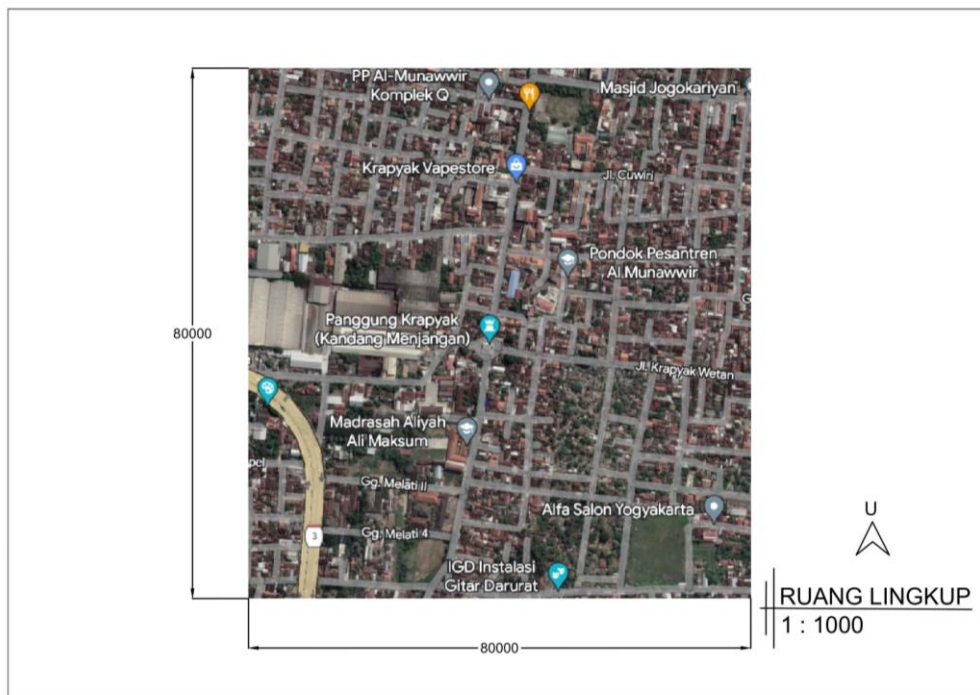 PP Al-Munawwir
Komplek Q
Masjid Jogokariyan
Krapyak Vapestore
Jl. Cuwiri
Pondok Pesantren
Al Munawwir
G
80000
Panggung Krapyak
(Kandang Menjangan)
Jl. Krapyak Wetan
Madrasah Aliyah
Ali Maksum
pel
Gg. Melati II
Alfa Salon Yogyakarta
U
Gg. Melati 4
3
IGD Instalasi
Gitar Darurat
RUANG LINGKUP
1 : 1000
80000